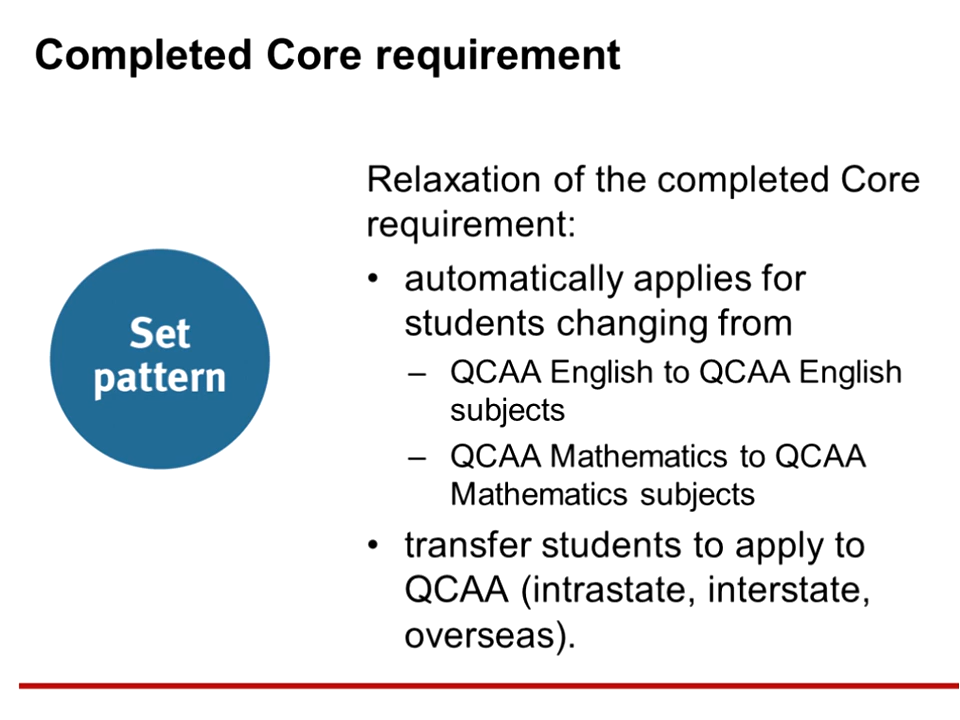 Completed Core requirement
Relaxation of the completed Core
requirement:
• automatically applies for
students changing from
– QCAA English to QCAA English
subjects
– QCAA Mathematics to QCAA
Mathematics subjects
• transfer students to apply to
QCAA (intrastate, interstate,
overseas).
Set
pattern